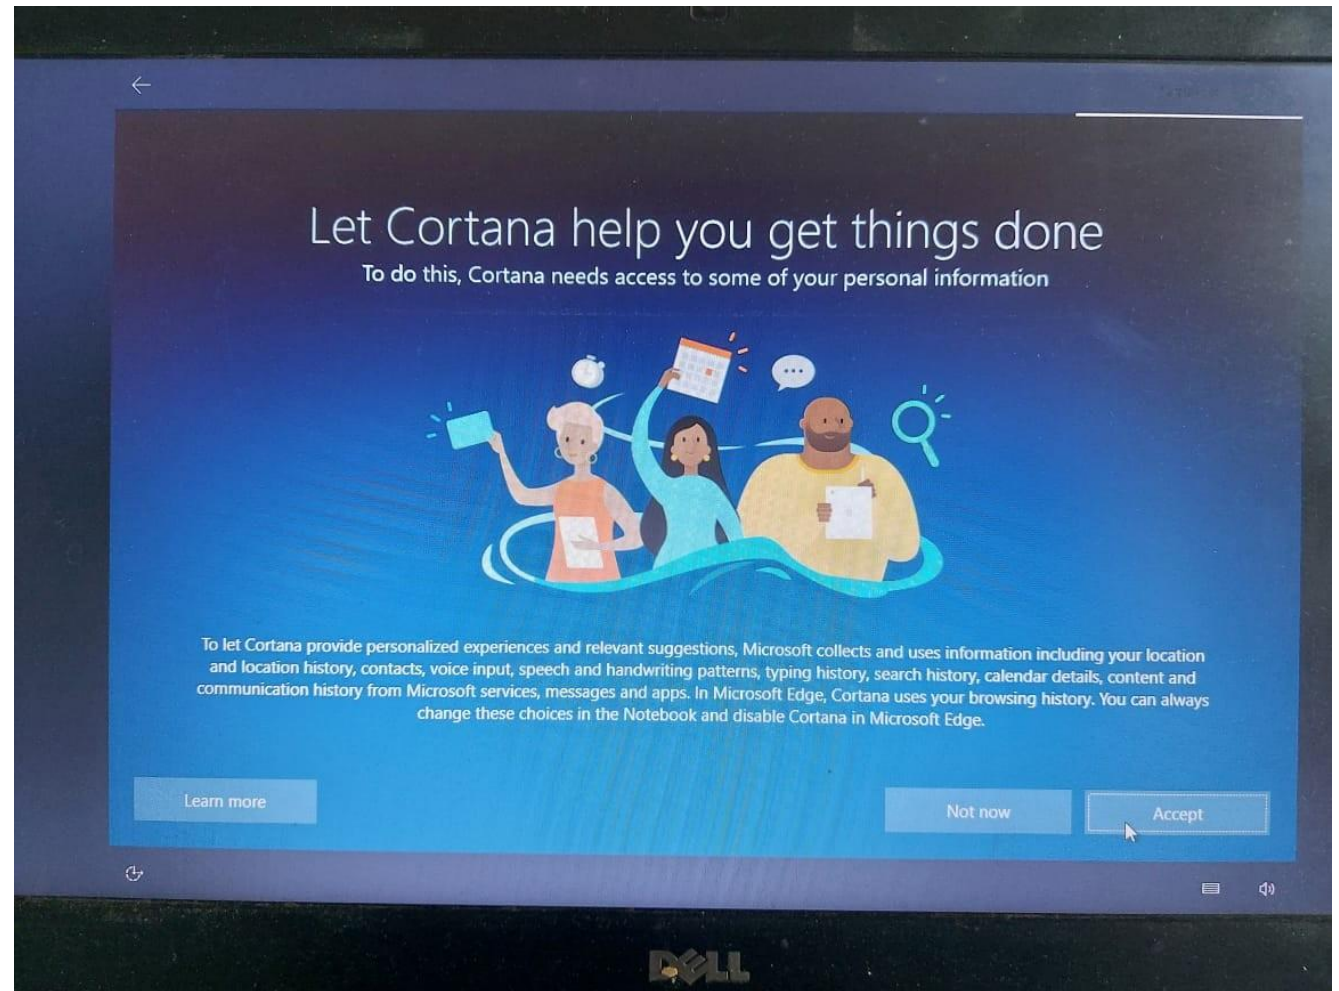 Let Cortana help you get things done
To do this, Cortana needs access to some of your personal information
To let Cortana provide personalized experiences and relevant suggestions, Microsoft collects and uses information including your location
and location history, contacts, voice input, speech and handwriting patterns, typing history, search history, calendar details, content and
communication history from Microsoft services, messages and apps. In Microsoft Edge, Cortana uses your browsing history. You can always
change these choices in the Notebook and disable Cortana in Microsoft Edge.
Learn more
Not now
Accept
DELL